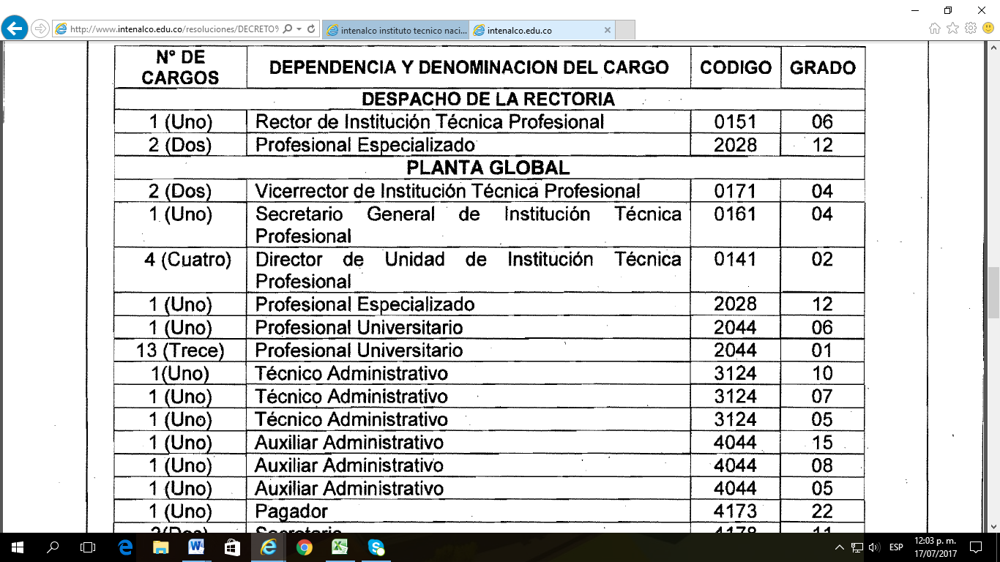 http://www.intenalco.edu.co/resoluciones/DECRETO%
intenalco instituto tecnico naci...
intenalco.edu.co
N° DE CARGOS DEPENDENCIA Y DENOMINACION DEL CARGO CODIGO GRADO
DESPACHO DE LA RECTORIA
1 (Uno) Rector de Institución Técnica Profesional 0151 06
2 (Dos) Profesional Especializado 2028 12
PLANTA GLOBAL
2 (Dos) Vicerrector de Institución Técnica Profesional 0171 04
1 (Uno) Secretario General de Institución Técnica 0161 04
Profesional
4 (Cuatro) Director de Unidad de Institución Técnica 0141 02
Profesional
1 (Uno) Profesional Especializado 2028 12
1 (Uno) Profesional Universitario 2044 06
13 (Trece) Profesional Universitario 2044 01
1(Uno) Técnico Administrativo 3124 10
1 (Uno) Técnico Administrativo 3124 07
1 (Uno) Técnico Administrativo 3124 05
1 (Uno) Auxiliar Administrativo 4044 15
1 (Uno) Auxiliar Administrativo 4044 08
1 (Uno) Auxiliar Administrativo 4044 05
1 (Uno) Pagador 4173 22
ESP
12:03 p. m.
17/07/2017